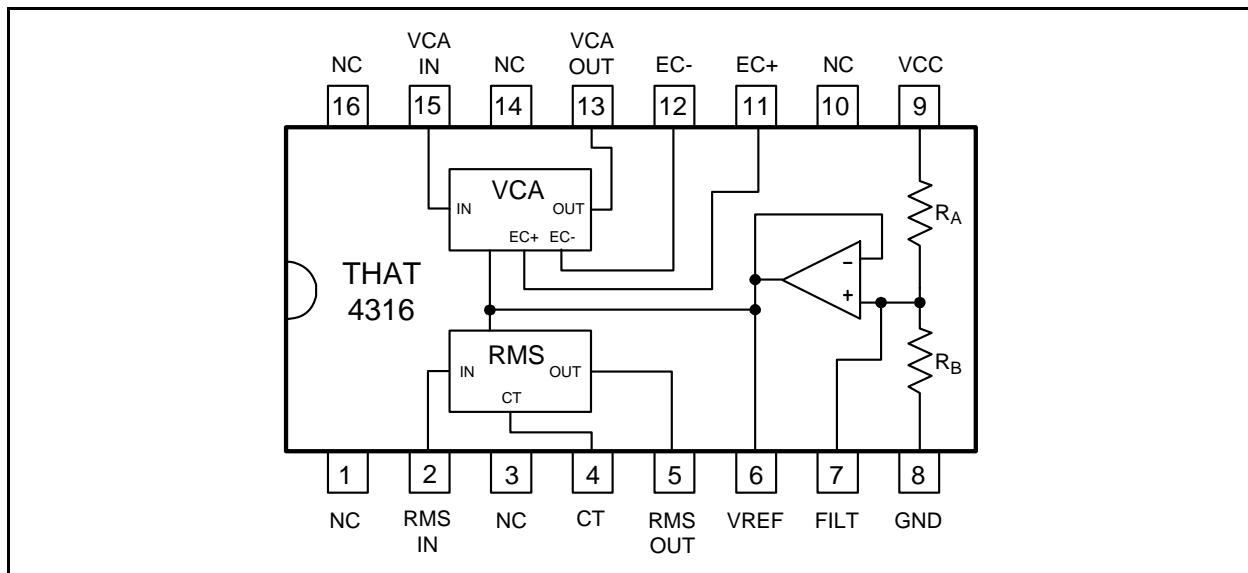 NC
VCA
IN
NC
VCA
OUT
EC-
EC+
NC
VCC
16
15
14
13
12
11
10
9
VCA
IN
OUT
EC+
EC-
RA
–
+
THAT
4316
RMS
IN
OUT
CT
RB
1
2
3
4
5
6
7
8
NC
RMS
IN
NC
CT
RMS
OUT
VREF
FILT
GND